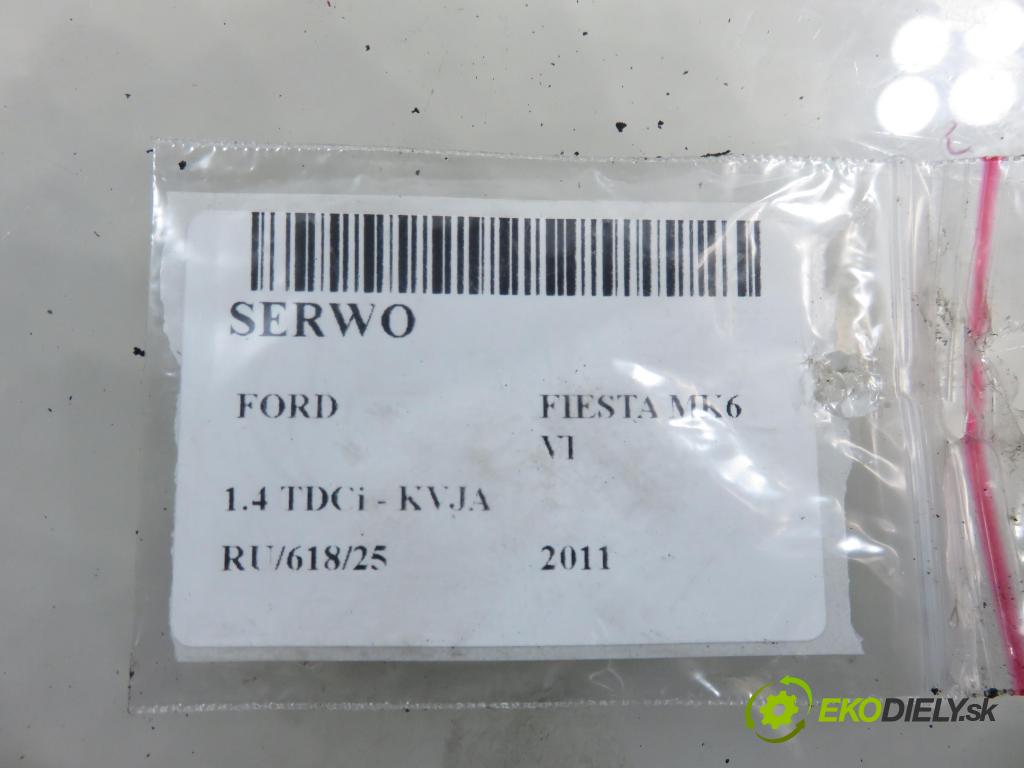 SERWO
FORD FIESTA MK6
VI
1.4 TDCi - KVJA
RU/618/25 2011
EKODIELY.sk